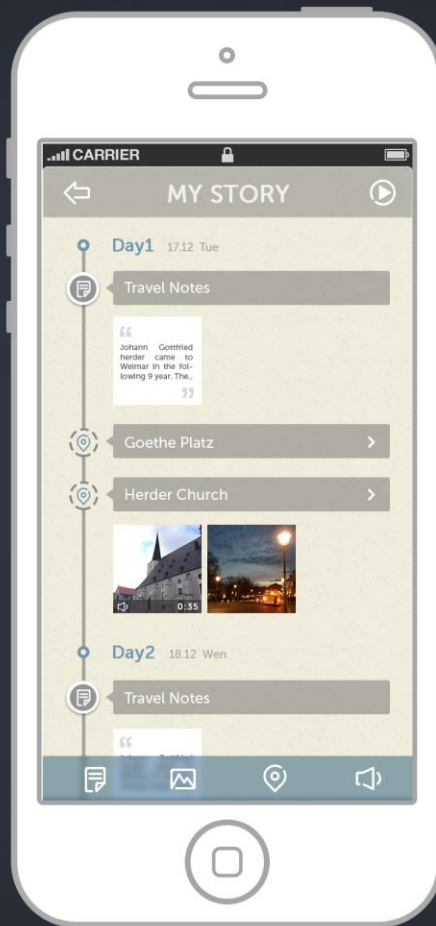 CARRIER
MY STORY
Day1 17.12 Tue
Travel Notes
“
Johann Gottfried
herder came to
Weimar in the fol-
lowing 9 year. The..
”
Goethe Platz
Herder Church
0:35
Day2 18.12 Wen
Travel Notes
“